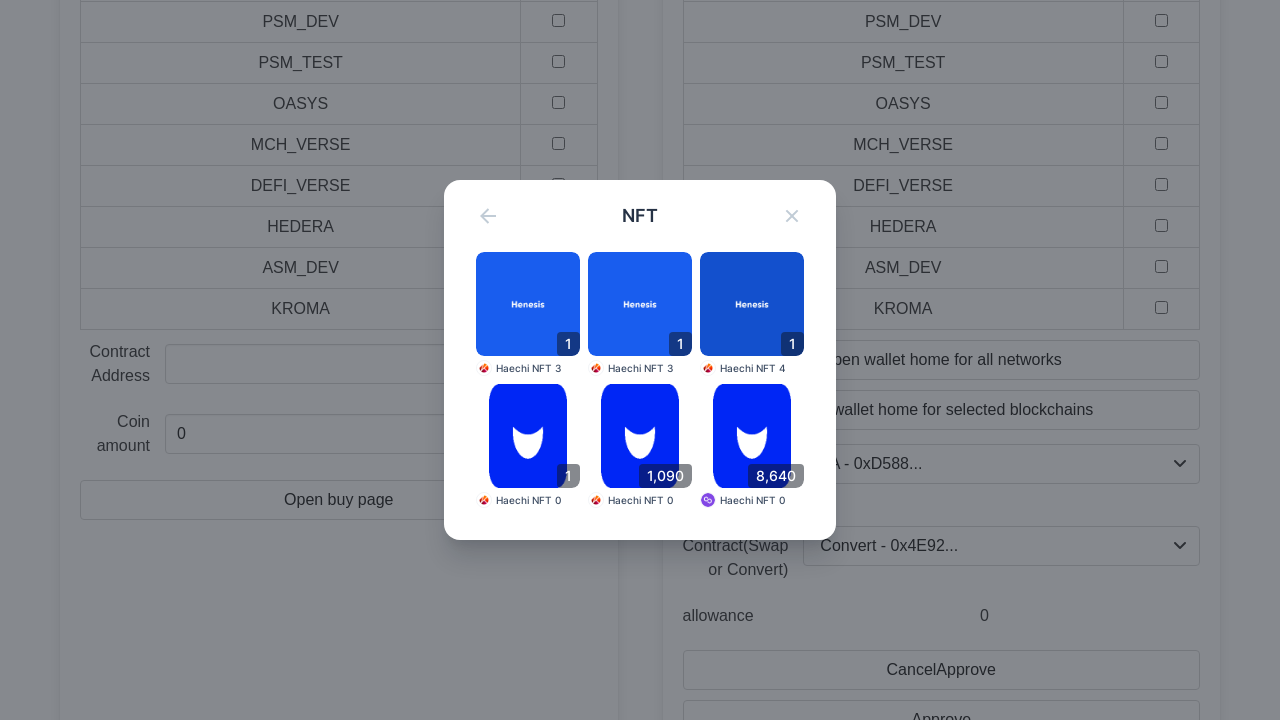 PSM_DEV
PSM_TEST
OASYS
MCH_VERSE
DEFI_VERSE
HEDERA
ASM_DEV
KROMA
Contract
Address
Coin
amount
0
Open buy page
PSM_DEV
PSM_TEST
OASYS
MCH_VERSE
DEFI_VERSE
HEDERA
ASM_DEV
KROMA
pen wallet home for all networks
wallet home for selected blockchains
- 0xD588...
Contract(Swap
or Convert)
Convert - 0x4E92...
allowance
0
CancelApprove
Approve
NFT
Henesis
1
Haechi NFT 3
Henesis
1
Haechi NFT 3
Henesis
1
Haechi NFT 4
1
Haechi NFT 0
1,090
Haechi NFT 0
8,640
Haechi NFT 0